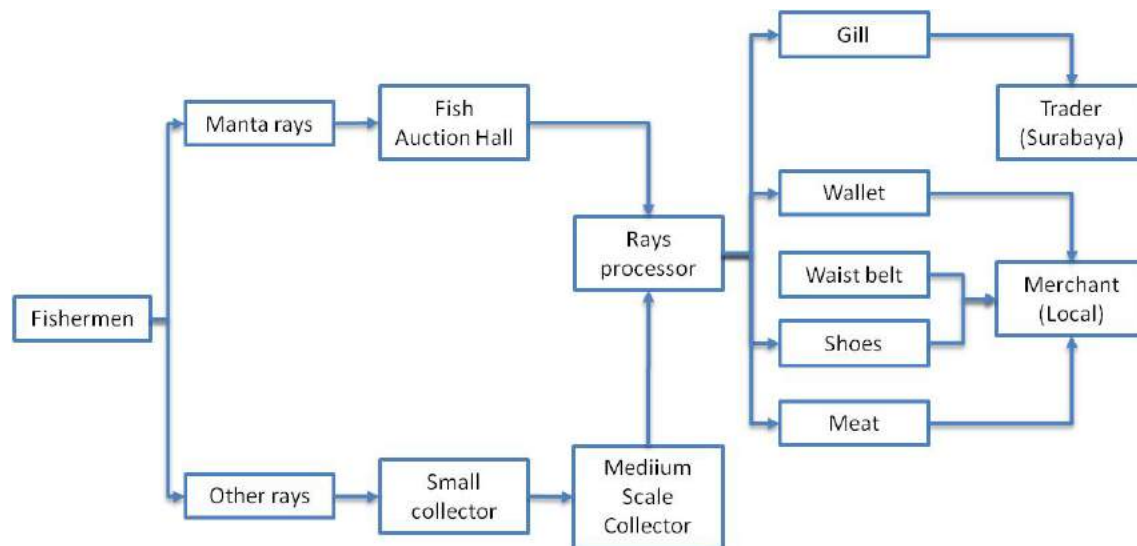 Gill
Manta rays
Fish
Auction Hall
Trader
(Surabaya)
Wallet
Rays
processor
Waist belt
Merchant
(Local)
Fishermen
Shoes
Meat
Other rays
Small
collector
Mediium
Scale
Collector